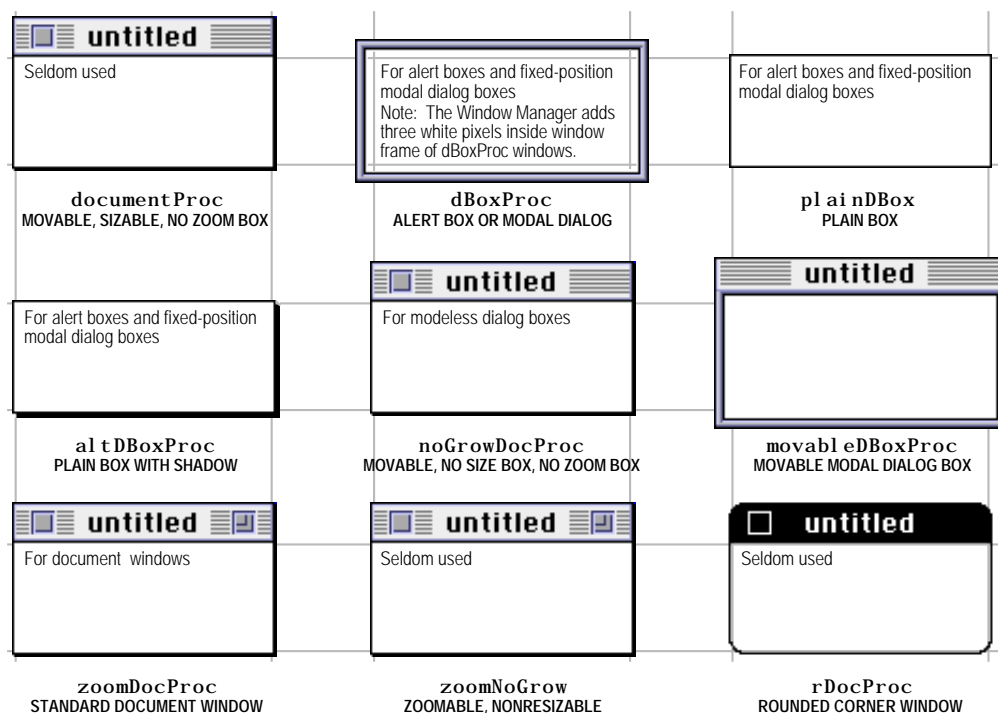 untitled
Seldom used
documentProc
MOVABLE, SIZABLE, NO ZOOM BOX
For alert boxes and fixed-position
modal dialog boxes
Note: The Window Manager adds
three white pixels inside window
frame of dBoxProc windows.
dBoxProc
ALERT BOX OR MODAL DIALOG
For alert boxes and fixed-position
modal dialog boxes
plainDBox
PLAIN BOX
For alert boxes and fixed-position
modal dialog boxes
altDBoxProc
PLAIN BOX WITH SHADOW
untitled
For modeless dialog boxes
noGrowDocProc
MOVABLE, NO SIZE BOX, NO ZOOM BOX
untitled
movableDBoxProc
MOVABLE MODAL DIALOG BOX
untitled
For document windows
zoomDocProc
STANDARD DOCUMENT WINDOW
untitled
Seldom used
zoomNoGrow
ZOOMABLE, NONRESIZABLE
untitled
Seldom used
rDocProc
ROUNDED CORNER WINDOW